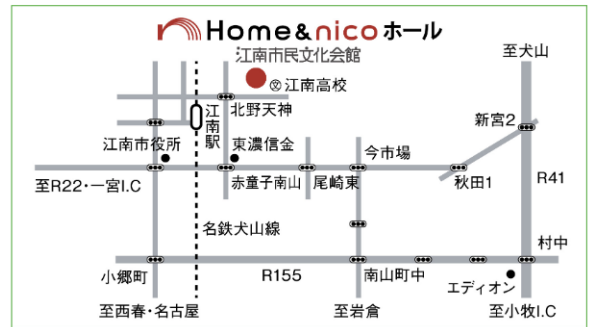 Home&nicoホール
江南市民文化会館
至犬山
文 江南高校
北野天神
江南駅
新宮2
江南市役所
東濃信金
今市場
至R22・一宮I.C
赤童子南山
尾崎東
秋田1
R41
名鉄犬山線
村中
小郷町
R155
南山町中
エディオン
至西春・名古屋
至岩倉
至小牧I.C